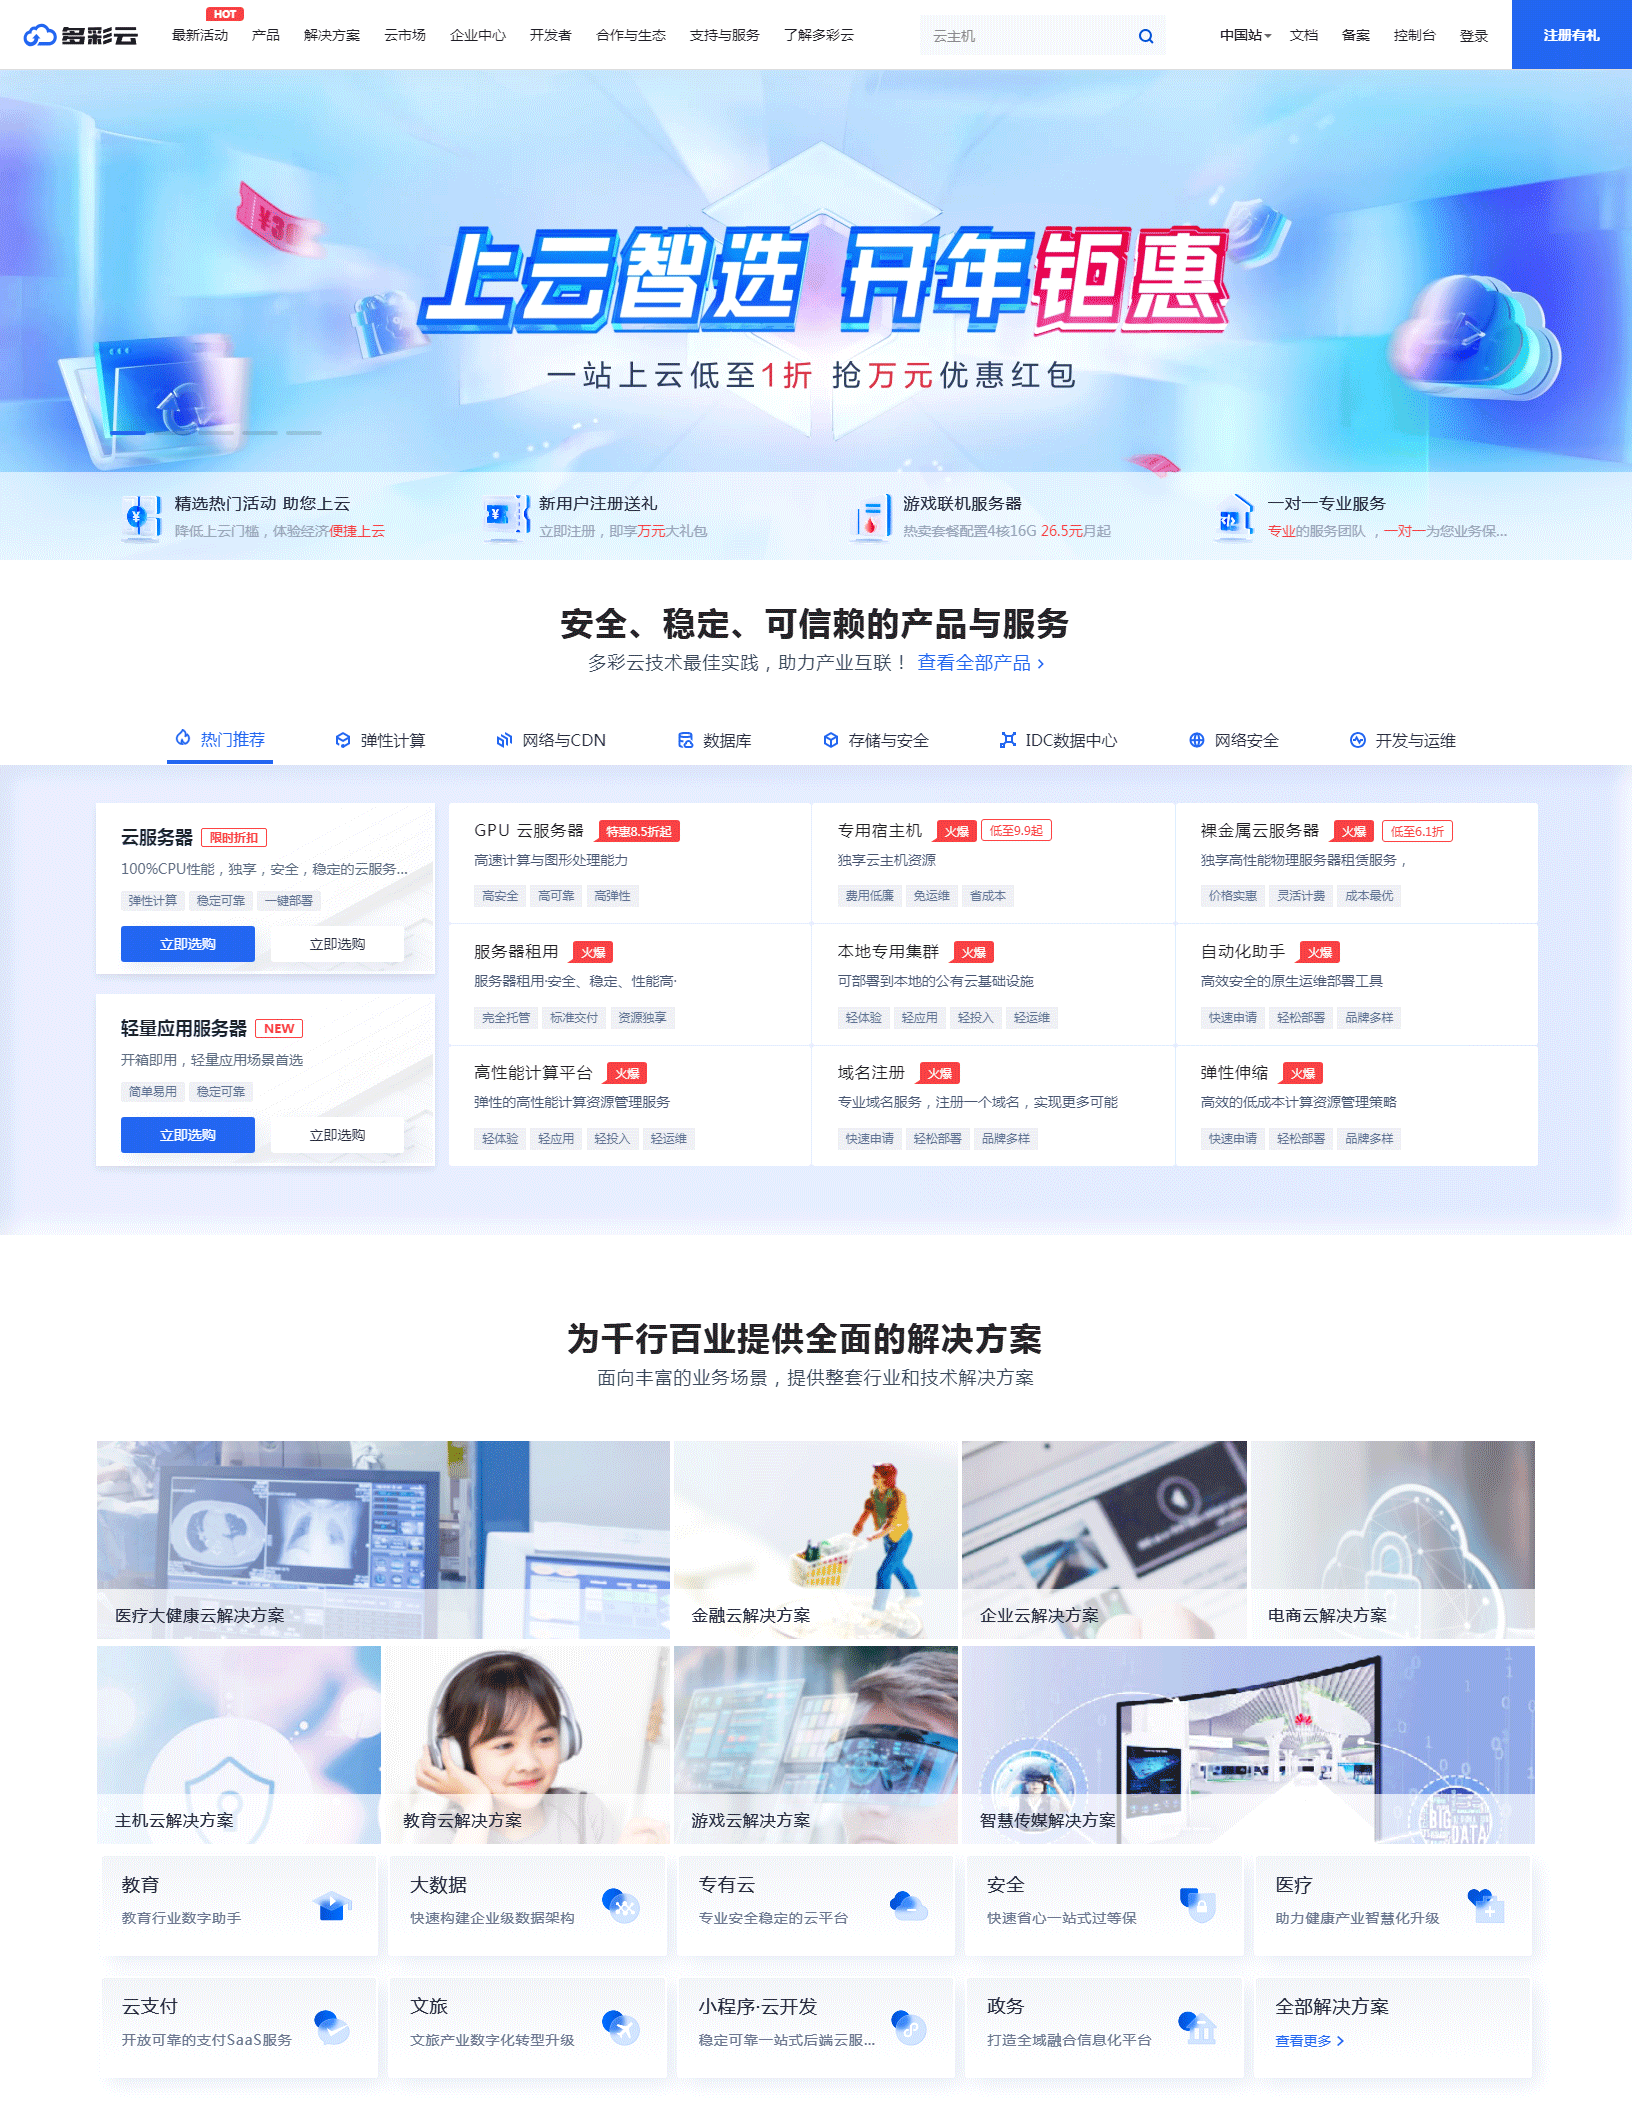 多彩云
HOT
最新活动 产品 解决方案 云市场 企业中心 开发者 合作与生态 支持与服务 了解多彩云 云主机 中国站 文档 备案 控制台 登录 注册有礼
¥30
上云智选 开年钜惠
一站上云低至1折 抢万元优惠红包
精选热门活动 助您上云
降低上云门槛，体验经济便捷上云
新用户注册送礼
立即注册，即享万元大礼包
游戏联机服务器
热卖套餐配置4核16G 26.5元月起
一对一专业服务
专业的服务团队 ，一对一为您业务保...
安全、稳定、可信赖的产品与服务
多彩云技术最佳实践，助力产业互联！ 查看全部产品 ›
热门推荐 弹性计算 网络与CDN 数据库 存储与安全 IDC数据中心 网络安全 开发与运维
云服务器 限时折扣
100%CPU性能，独享，安全，稳定的云服务...
弹性计算 稳定可靠 一键部署
立即选购 立即选购
轻量应用服务器 NEW
开箱即用，轻量应用场景首选
简单易用 稳定可靠
立即选购 立即选购
GPU 云服务器 特惠8.5折起
高速计算与图形处理能力
高安全 高可靠 高弹性
专用宿主机 火爆 低至9.9起
独享云主机资源
费用低廉 免运维 省成本
裸金属云服务器 火爆 低至6.1折
独享高性能物理服务器租赁服务，
价格实惠 灵活计费 成本最优
服务器租用 火爆
服务器租用·安全、稳定、性能高·
完全托管 标准交付 资源独享
本地专用集群 火爆
可部署到本地的公有云基础设施
轻体验 轻应用 轻投入 轻运维
自动化助手 火爆
高效安全的原生运维部署工具
快速申请 轻松部署 品牌多样
高性能计算平台 火爆
弹性的高性能计算资源管理服务
轻体验 轻应用 轻投入 轻运维
域名注册 火爆
专业域名服务，注册一个域名，实现更多可能
快速申请 轻松部署 品牌多样
弹性伸缩 火爆
高效的低成本计算资源管理策略
快速申请 轻松部署 品牌多样
为千行百业提供全面的解决方案
面向丰富的业务场景，提供整套行业和技术解决方案
医疗大健康云解决方案
金融云解决方案
企业云解决方案
电商云解决方案
主机云解决方案
教育云解决方案
游戏云解决方案
智慧传媒解决方案
BIG
DATA
教育
教育行业数字助手
大数据
快速构建企业级数据架构
专有云
专业安全稳定的云平台
安全
快速省心一站式过等保
医疗
助力健康产业智慧化升级
云支付
开放可靠的支付SaaS服务
文旅
文旅产业数字化转型升级
小程序·云开发
稳定可靠一站式后端云服...
政务
打造全域融合信息化平台
全部解决方案
查看更多 ›